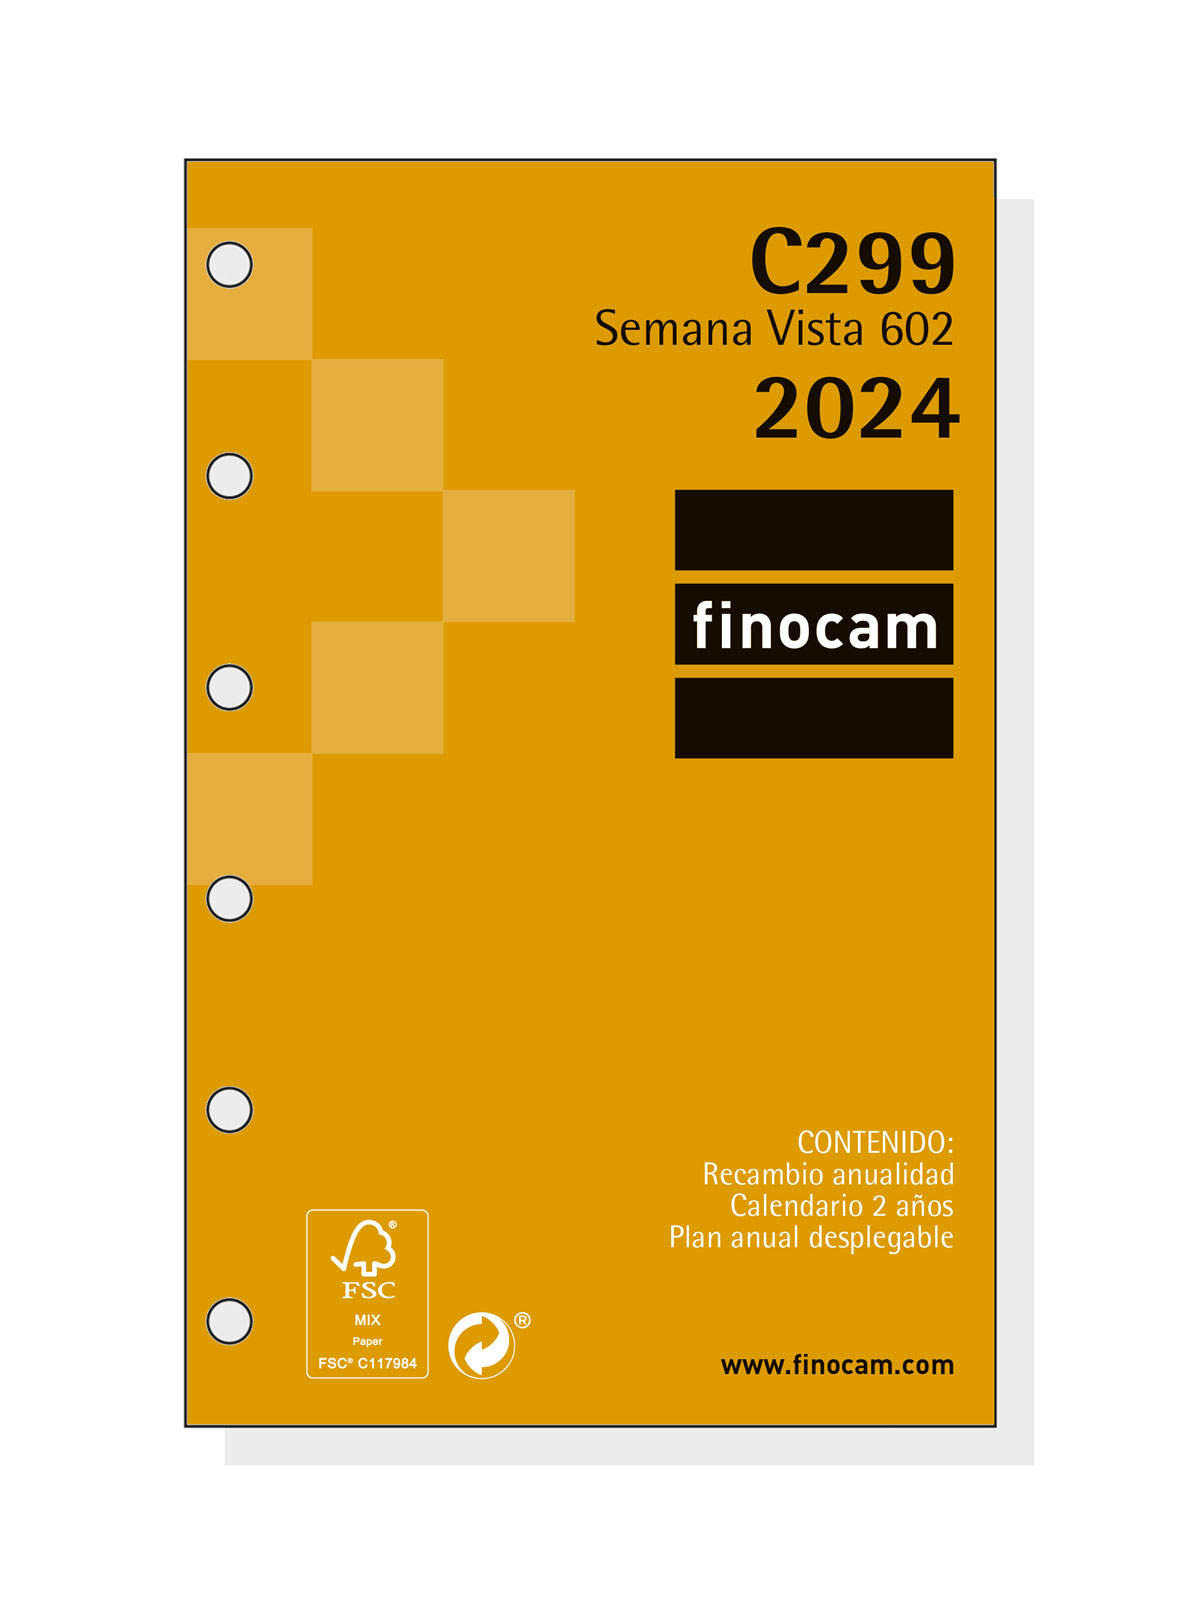 C299
Semana Vista 602
2024
finocam
CONTENIDO:
Recambio anualidad
Calendario 2 años
Plan anual desplegable
®
FSC
MIX
Paper
FSC® C117984
®
www.finocam.com